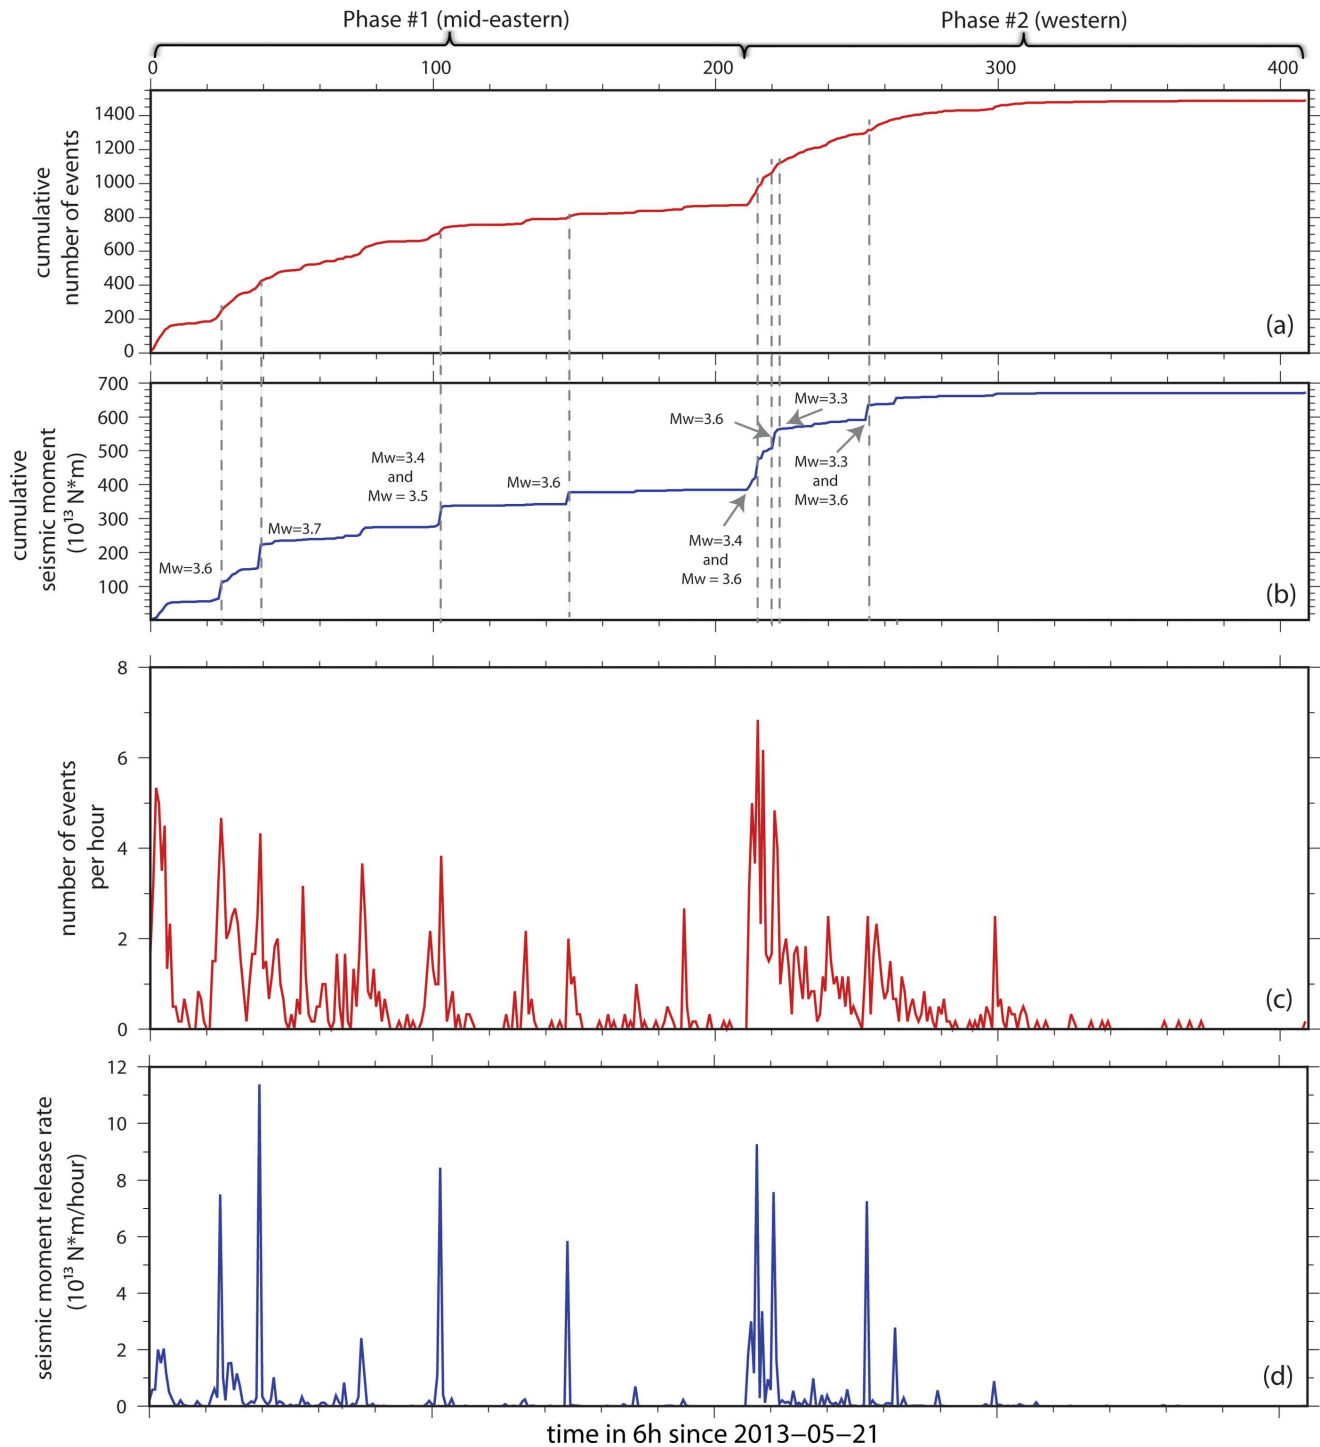 Phase #1 (mid-eastern)
Phase #2 (western)
0 100 200 300 400
cumulative
number of events
1400
1200
1000
800
600
400
200
0
(a)
cumulative
seismic moment
(10¹³ N*m)
700
600
500
400
300
200
100
Mw=3.6
Mw=3.7
Mw=3.4
and
Mw = 3.5
Mw=3.6
Mw=3.6
Mw=3.3
Mw=3.4
and
Mw = 3.6
Mw=3.3
and
Mw=3.6
(b)
number of events
per hour
8
6
4
2
0
(c)
seismic moment release rate
(10¹³ N*m/hour)
12
10
8
6
4
2
0
(d)
time in 6h since 2013−05−21